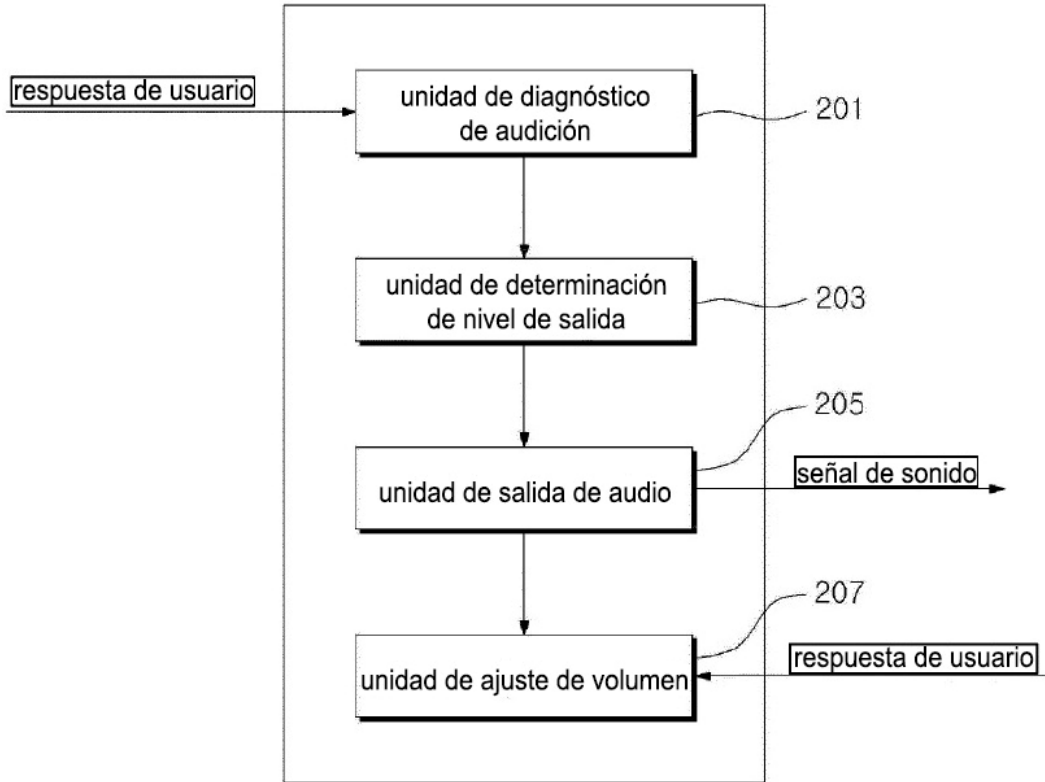 respuesta de usuario
unidad de diagnóstico
de audición
201
unidad de determinación
de nivel de salida
203
205
unidad de salida de audio
señal de sonido
207
respuesta de usuario
unidad de ajuste de volumen